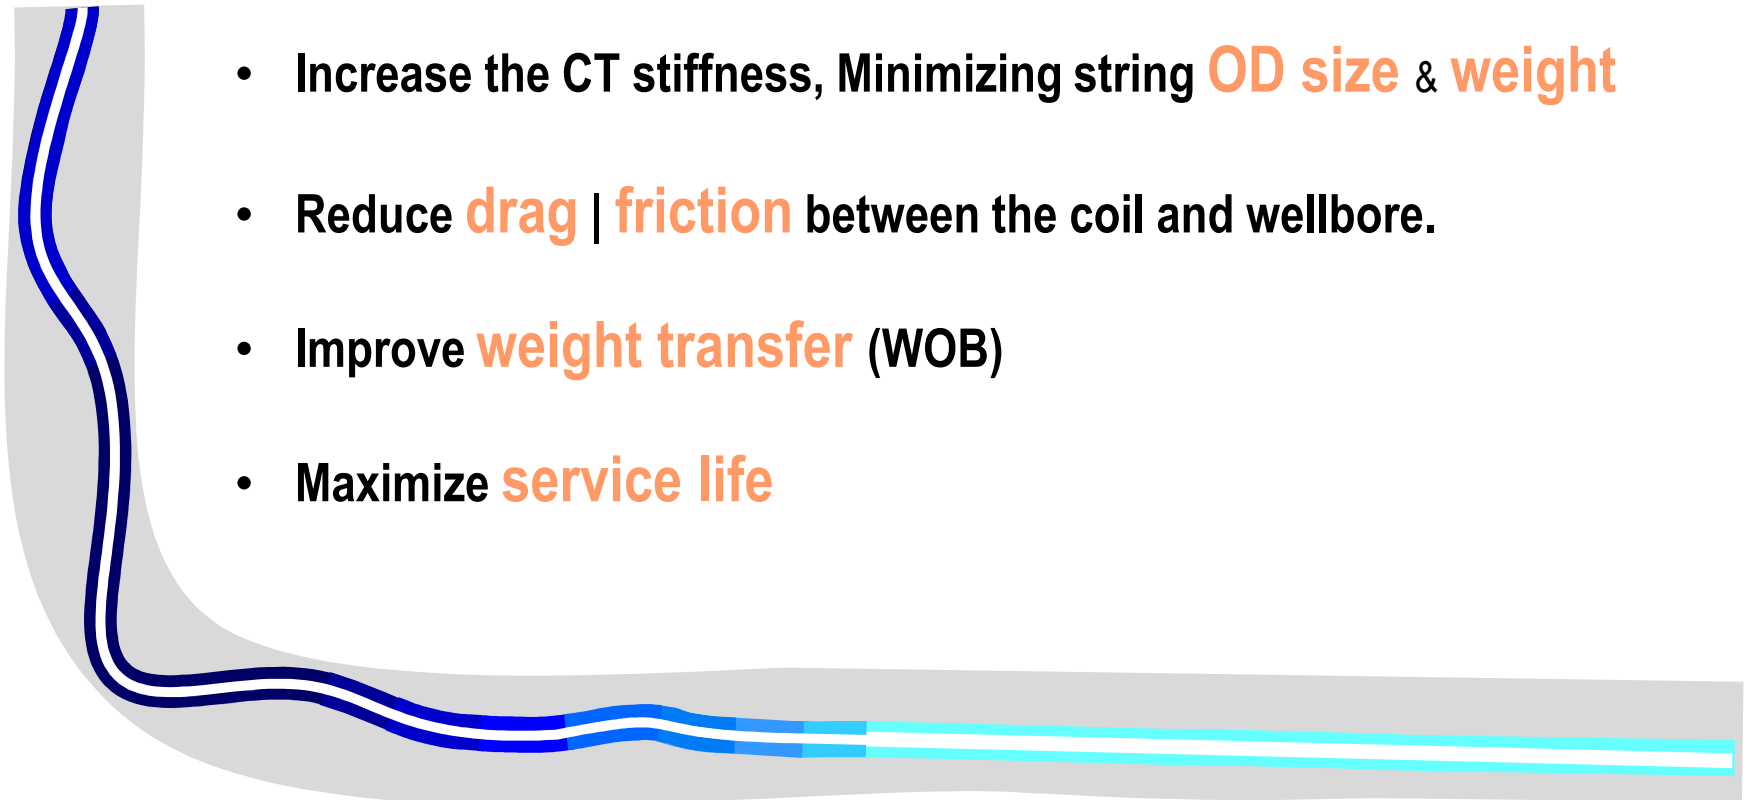 • Increase the CT stiffness, Minimizing string OD size & weight
• Reduce drag | friction between the coil and wellbore.
• Improve weight transfer (WOB)
• Maximize service life